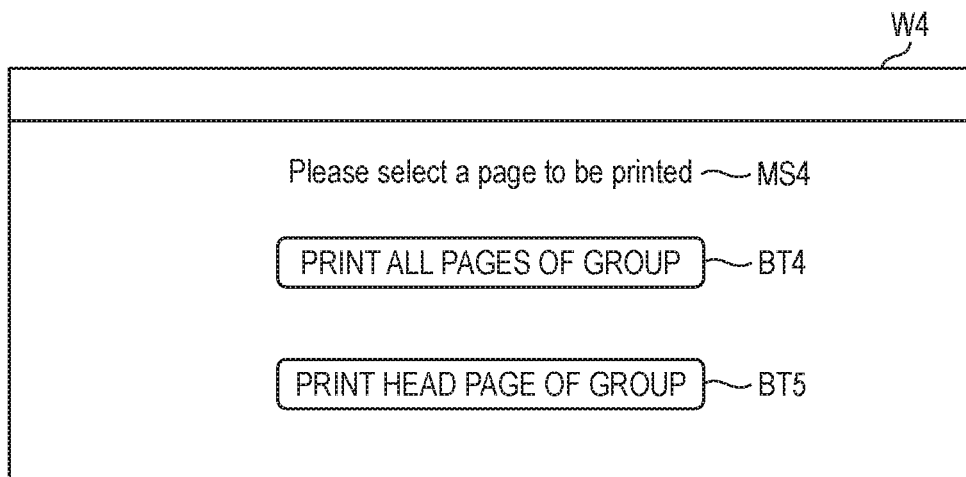 W4
Please select a page to be printed MS4
PRINT ALL PAGES OF GROUP BT4
PRINT HEAD PAGE OF GROUP BT5